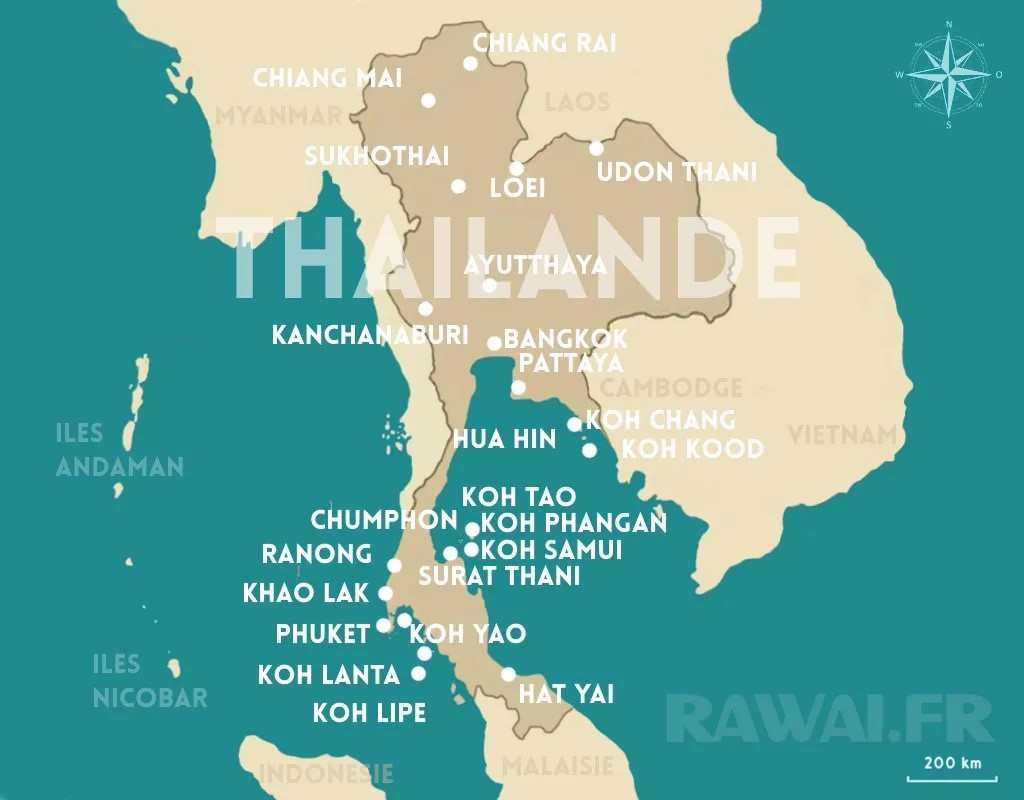 CHIANG RAI
CHIANG MAI
LAOS
MYANMAR
SUKHOTHAI
UDON THANI
LOEI
THAILANDE
AYUTTHAYA
KANCHANABURI
BANGKOK
PATTAYA
CAMBODGE
KOH CHANG
ILES
ANDAMAN
HUA HIN
VIETNAM
KOH KOOD
KOH TAO
CHUMPHON
KOH PHANGAN
RANONG
KOH SAMUI
SURAT THANI
KHAO LAK
PHUKET
KOH YAO
ILES
NICOBAR
KOH LANTA
HAT YAI
KOH LIPE
RAWAI.FR
INDONESIE
MALAISIE
200 km
N
W
O
S